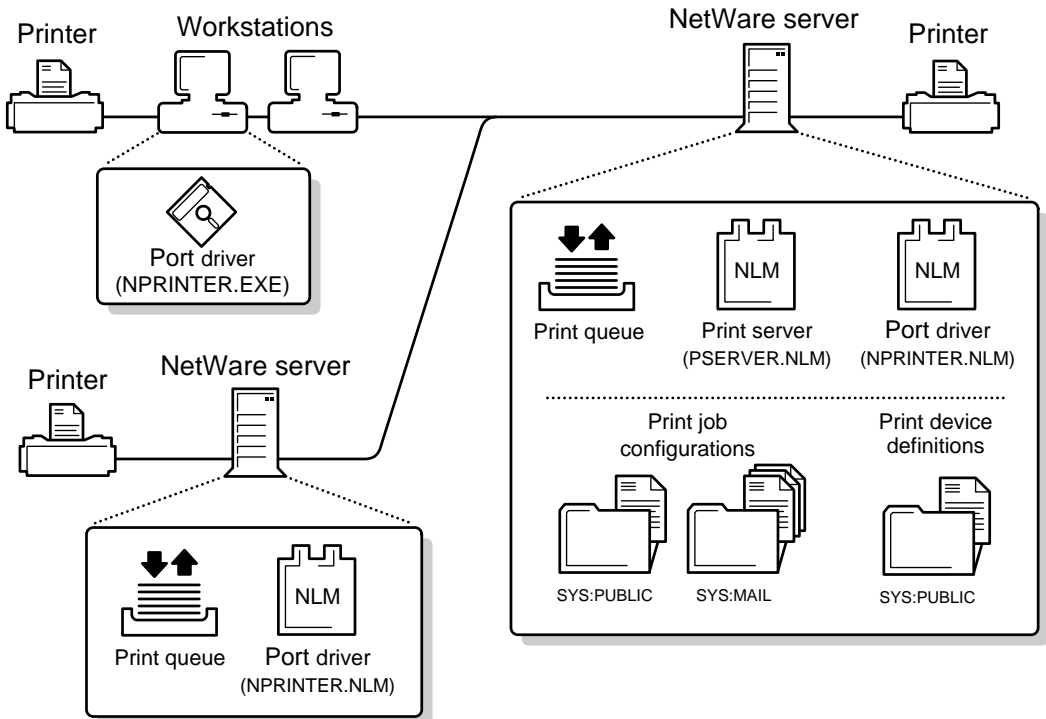 Printer
Workstations
NetWare server
Printer
Port driver
(NPRINTER.EXE)
NLM
NLM
Print queue
Print server
(PSERVER.NLM)
Port driver
(NPRINTER.NLM)
Print job
configurations
Print device
definitions
SYS:PUBLIC
SYS:MAIL
SYS:PUBLIC
Printer
NetWare server
NLM
Print queue
Port driver
(NPRINTER.NLM)